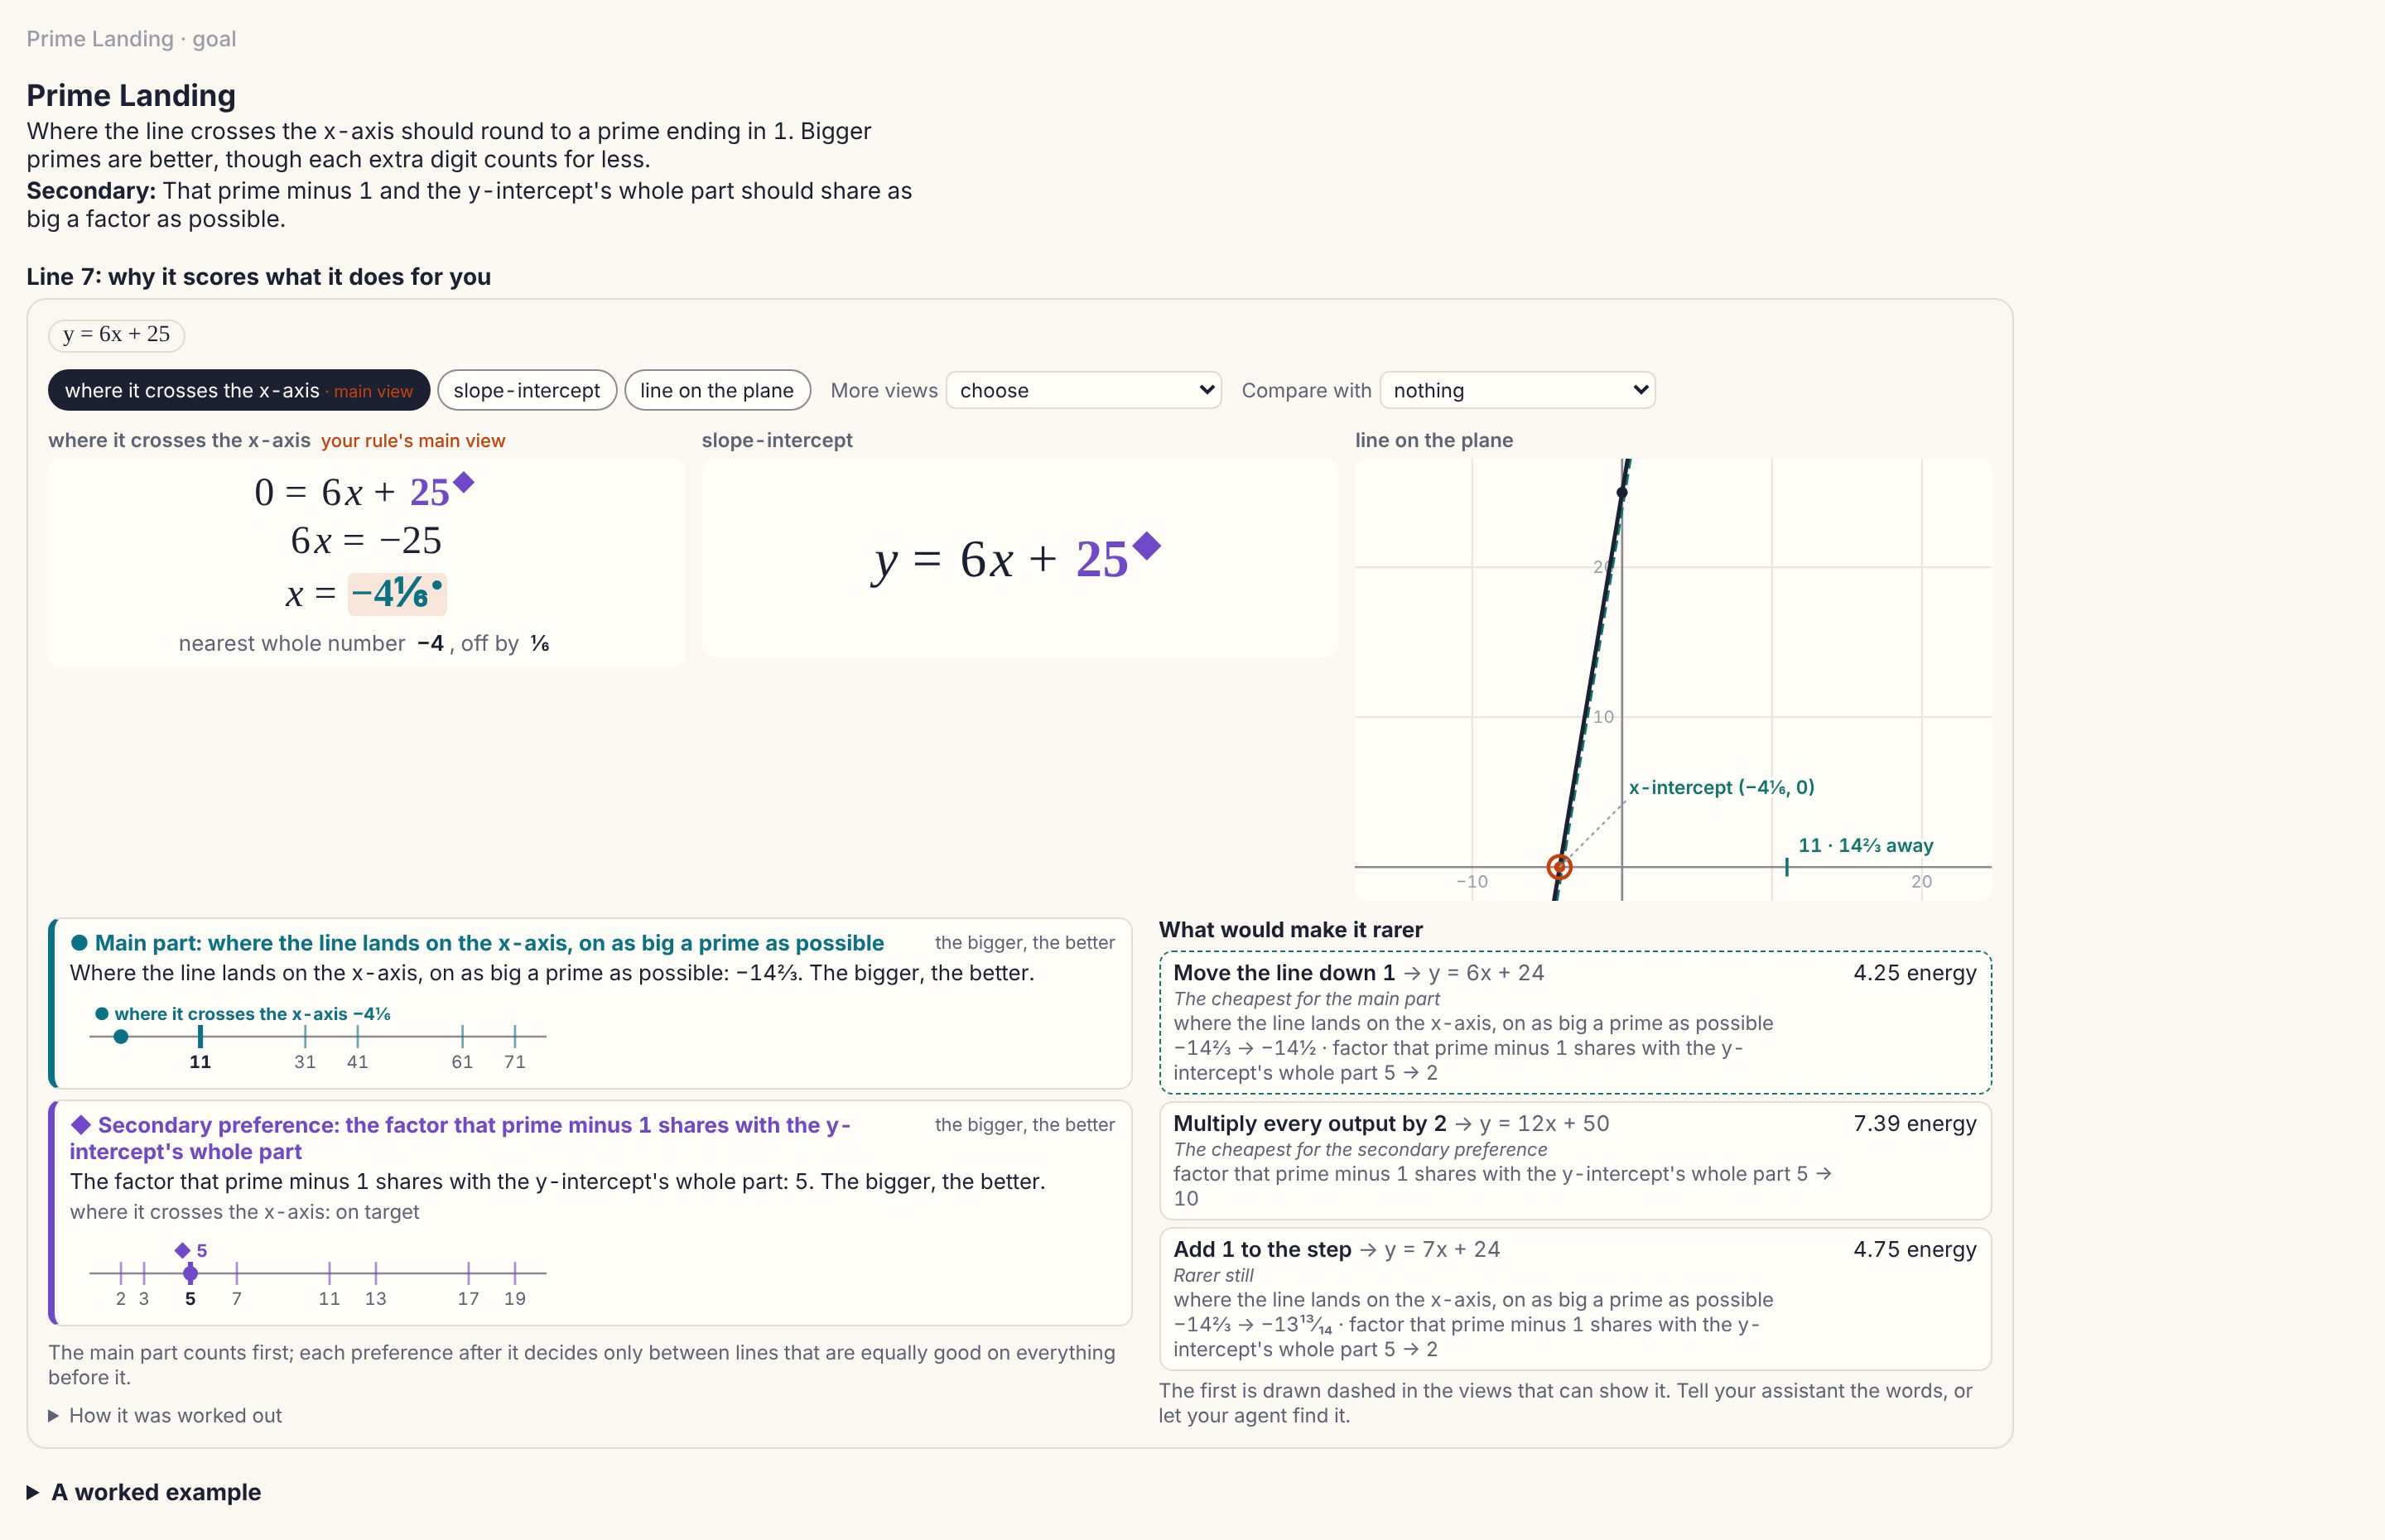 Prime Landing · goal
Prime Landing
Where the line crosses the x-axis should round to a prime ending in 1. Bigger
primes are better, though each extra digit counts for less.
Secondary: That prime minus 1 and the y-intercept's whole part should share as
big a factor as possible.
Line 7: why it scores what it does for you
y = 6x + 25
where it crosses the x-axis · main view
slope-intercept
line on the plane
More views
choose
Compare with
nothing
where it crosses the x-axis your rule's main view
0 = 6x + 25◆
6x = −25
x = −4⅙●
nearest whole number −4 , off by ⅙
slope-intercept
y = 6x + 25◆
line on the plane
20
10
x-intercept (−4⅙, 0)
11 · 14⅔ away
−10
20
● Main part: where the line lands on the x-axis, on as big a prime as possible
the bigger, the better
Where the line lands on the x-axis, on as big a prime as possible: −14⅔. The bigger, the better.
● where it crosses the x-axis −4⅙
11 31 41 61 71
◆ Secondary preference: the factor that prime minus 1 shares with the y-
intercept's whole part
the bigger, the better
The factor that prime minus 1 shares with the y-intercept's whole part: 5. The bigger, the better.
where it crosses the x-axis: on target
◆ 5
2 3 5 7 11 13 17 19
The main part counts first; each preference after it decides only between lines that are equally good on everything
before it.
▶ How it was worked out
What would make it rarer
Move the line down 1 → y = 6x + 24
4.25 energy
The cheapest for the main part
where the line lands on the x-axis, on as big a prime as possible
−14⅔ → −14½ · factor that prime minus 1 shares with the y-
intercept's whole part 5 → 2
Multiply every output by 2 → y = 12x + 50
7.39 energy
The cheapest for the secondary preference
factor that prime minus 1 shares with the y-intercept's whole part 5 →
10
Add 1 to the step → y = 7x + 24
4.75 energy
Rarer still
where the line lands on the x-axis, on as big a prime as possible
−14⅔ → −13¹³⁄₁₄ · factor that prime minus 1 shares with the y-
intercept's whole part 5 → 2
The first is drawn dashed in the views that can show it. Tell your assistant the words, or
let your agent find it.
▶ A worked example